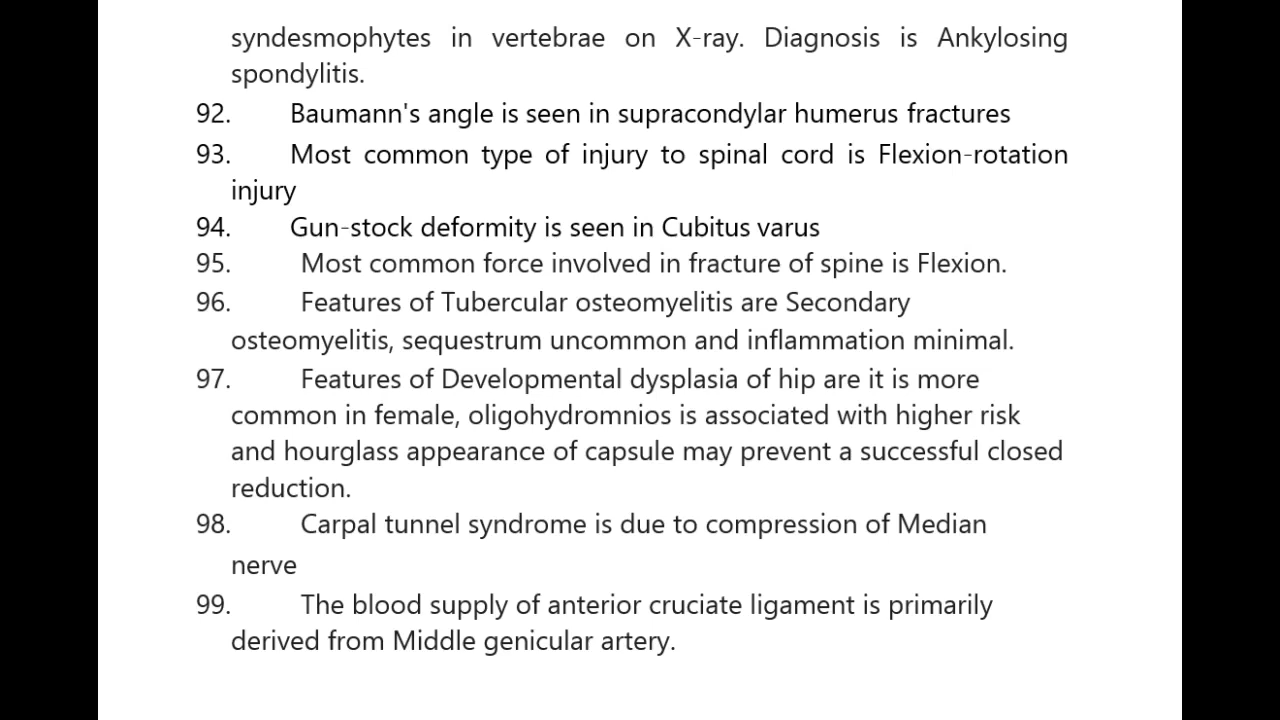 syndesmophytes in vertebrae on X-ray. Diagnosis is Ankylosing
spondylitis.
92. Baumann's angle is seen in supracondylar humerus fractures
93. Most common type of injury to spinal cord is Flexion-rotation
injury
94. Gun-stock deformity is seen in Cubitus varus
95. Most common force involved in fracture of spine is Flexion.
96. Features of Tubercular osteomyelitis are Secondary
osteomyelitis, sequestrum uncommon and inflammation minimal.
97. Features of Developmental dysplasia of hip are it is more
common in female, oligohydromnios is associated with higher risk
and hourglass appearance of capsule may prevent a successful closed
reduction.
98. Carpal tunnel syndrome is due to compression of Median
nerve
99. The blood supply of anterior cruciate ligament is primarily
derived from Middle genicular artery.